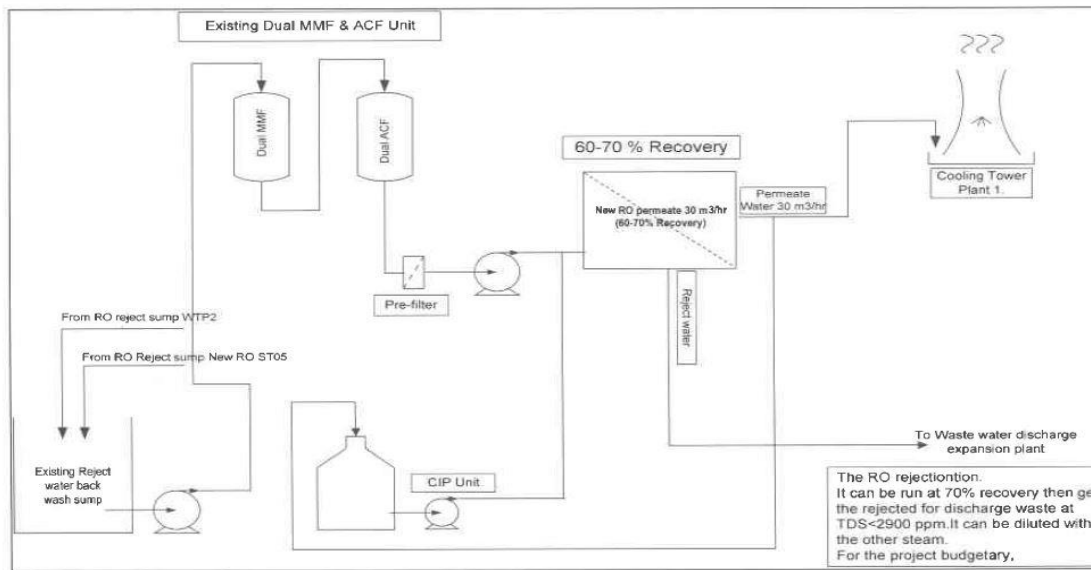 Existing Dual MMF & ACF Unit
Dual MMF
Dual ACF
60-70 % Recovery
New RO permeate 30 m3/hr
(60-70% Recovery)
Permeate
Water 30 m3/hr
Cooling Tower
Plant 1.
Pre-filter
Reject water
From RO reject sump WTP2
From RO Reject sump New RO ST05
Existing Reject
water back
wash sump
CIP Unit
To Waste water discharge
expansion plant
The RO rejectiontion.
It can be run at 70% recovery then ge
the rejected for discharge waste at
TDS<2900 ppm.It can be diluted with
the other steam.
For the project budgetary,